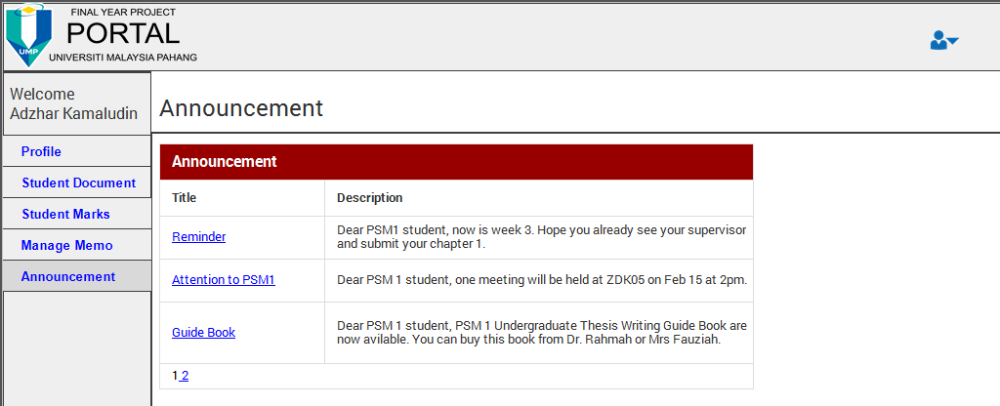 FINAL YEAR PROJECT
PORTAL
UMP
UNIVERSITI MALAYSIA PAHANG
Welcome
Adzhar Kamaludin
Profile
Student Document
Student Marks
Manage Memo
Announcement
Announcement
Announcement
Title Description
Reminder
Dear PSM1 student, now is week 3. Hope you already see your supervisor
and submit your chapter 1.
Attention to PSM1 Dear PSM 1 student, one meeting will be held at ZDK05 on Feb 15 at 2pm.
Guide Book
Dear PSM 1 student, PSM 1 Undergraduate Thesis Writing Guide Book are
now avilable. You can buy this book from Dr. Rahmah or Mrs Fauziah.
1 2